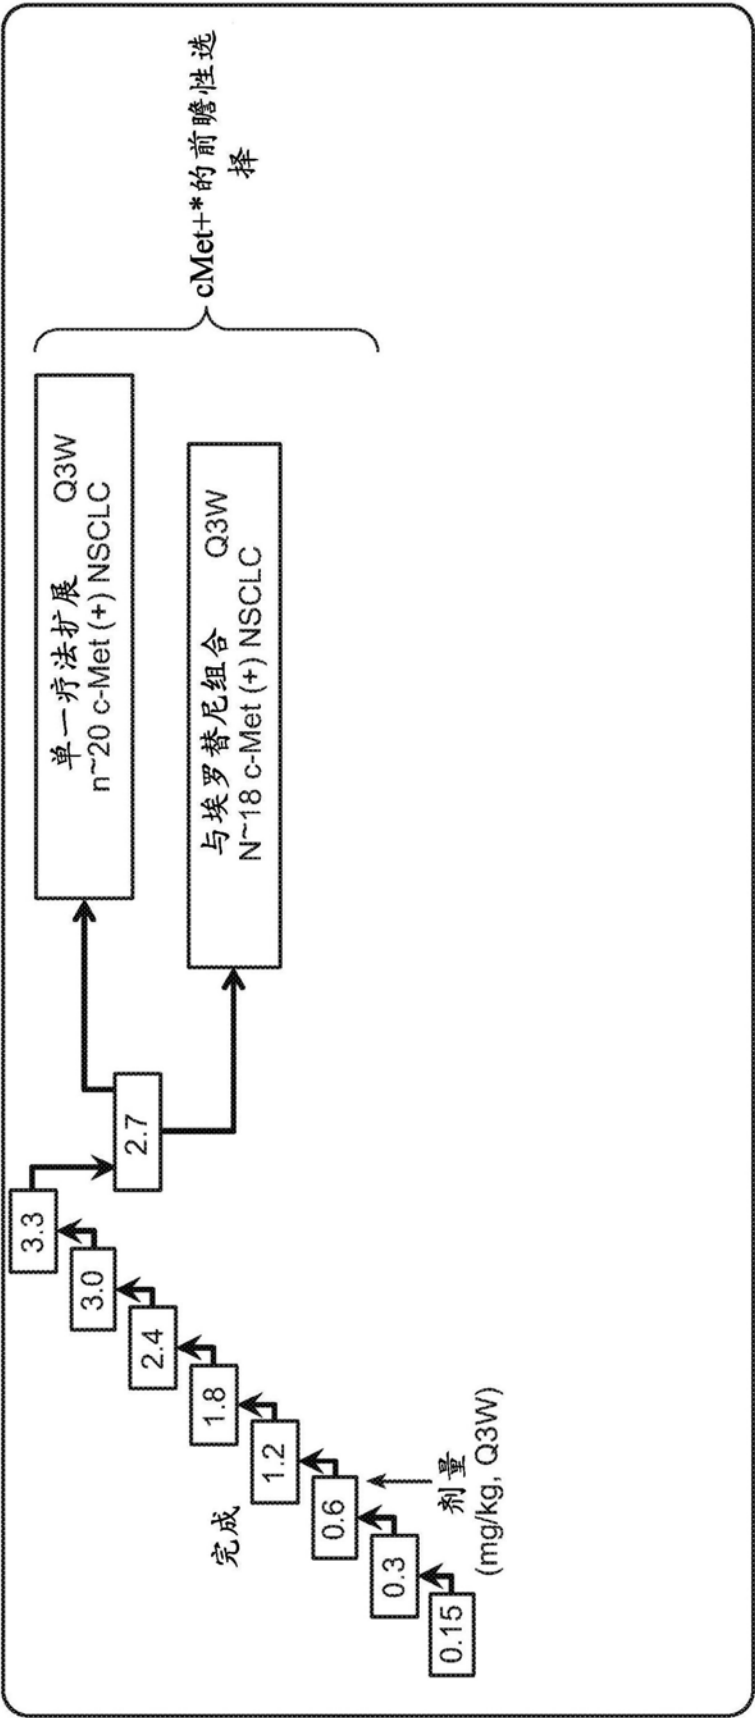 完成
0.15
0.3
0.6
1.2
1.8
2.4
3.0
3.3
2.7
剂量
(mg/kg, Q3W)
单一疗法扩展 Q3W
n~20 c-Met (+) NSCLC
与埃罗替尼组合 Q3W
N~18 c-Met (+) NSCLC
cMet+*的前瞻性选
择